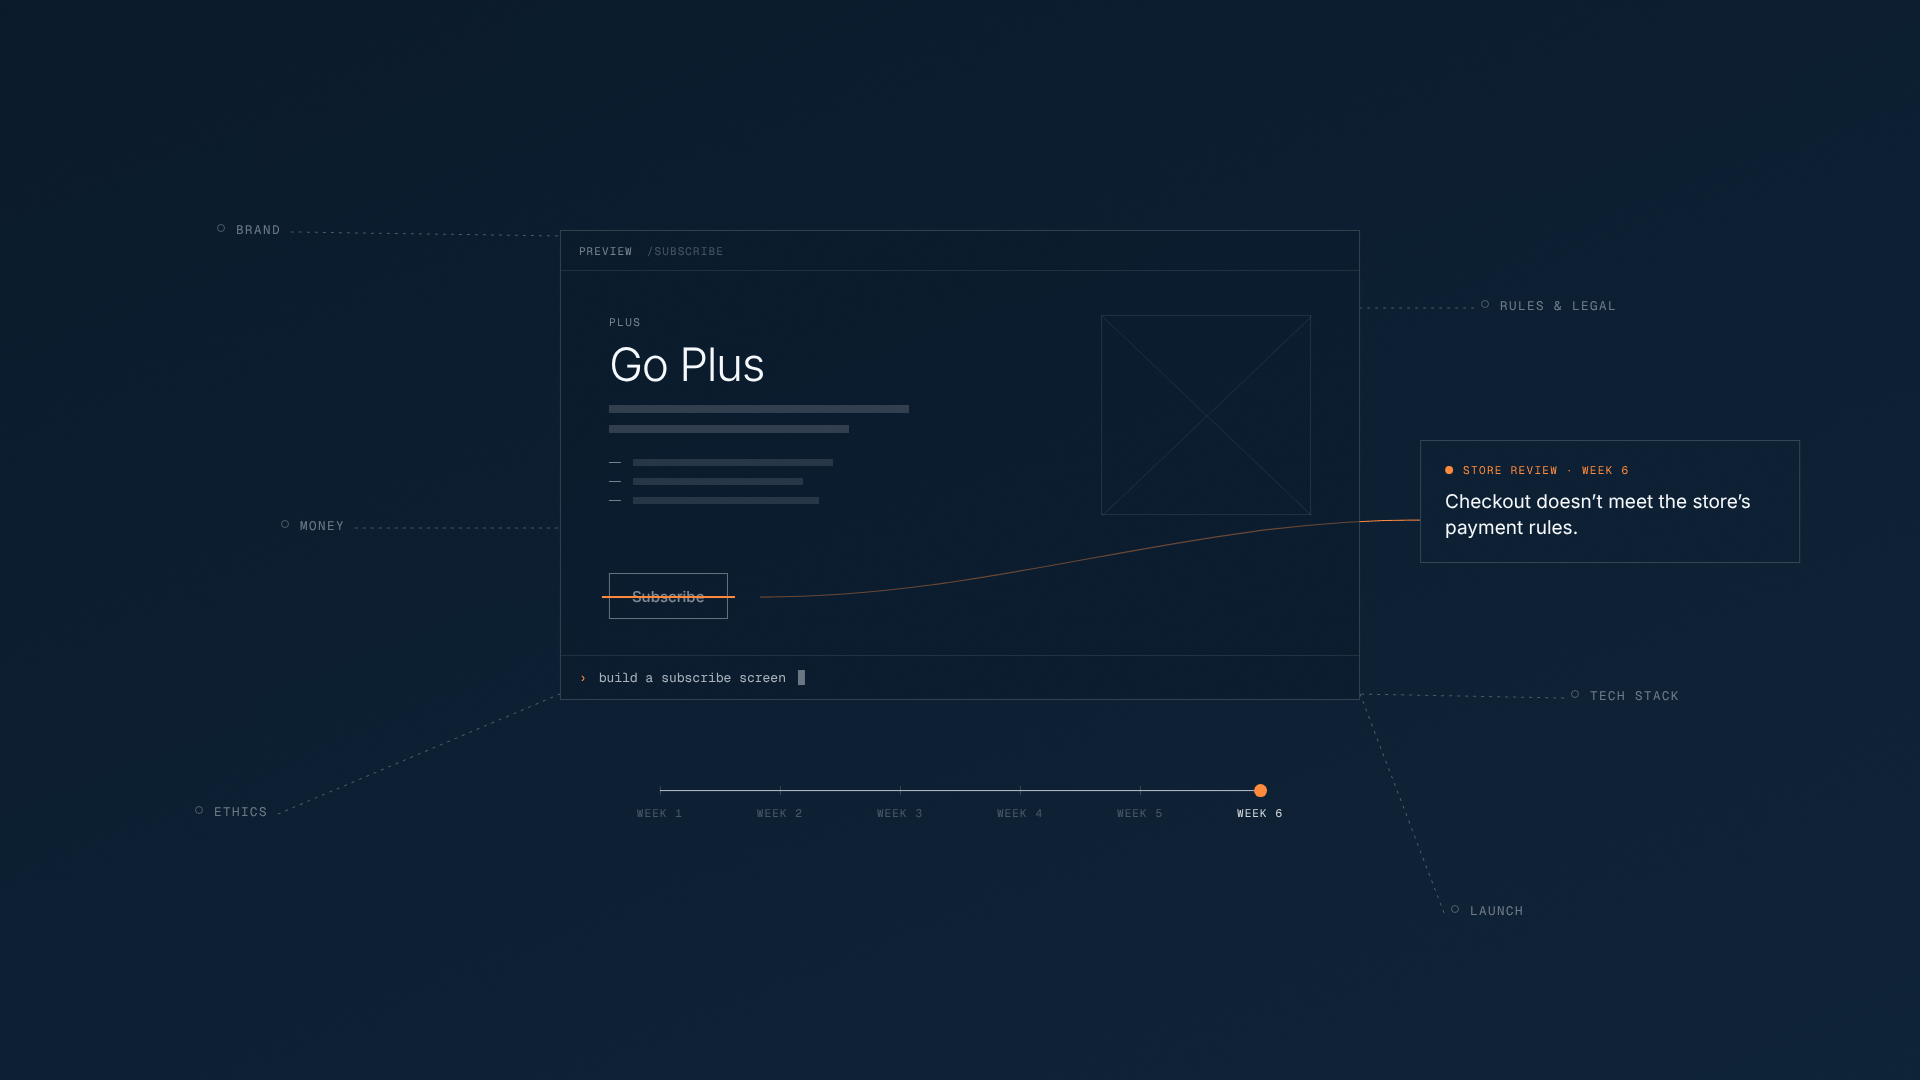 BRAND
PREVIEW /SUBSCRIBE
RULES & LEGAL
PLUS
Go Plus
STORE REVIEW · WEEK 6
Checkout doesn’t meet the store’s
payment rules.
MONEY
Subscribe
› build a subscribe screen
TECH STACK
ETHICS
WEEK 1
WEEK 2
WEEK 3
WEEK 4
WEEK 5
WEEK 6
LAUNCH